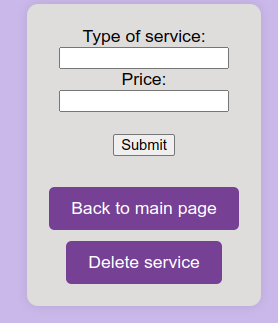 Type of service:
Price:
Submit
Back to main page
Delete service